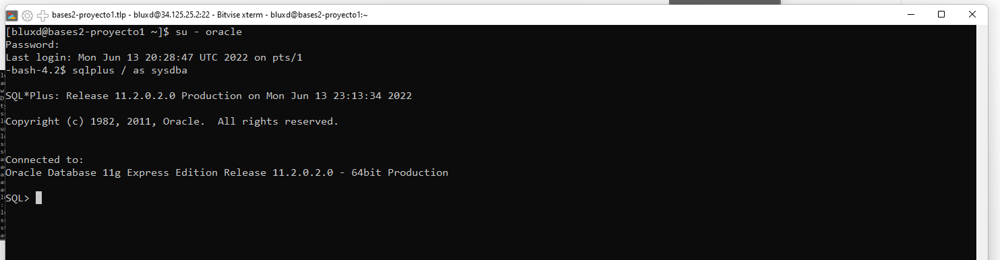 bases2-proyecto1.tlp - bluxd@34.125.25.2:22 - Bitvise xterm - bluxd@bases2-proyecto1:~
[bluxd@bases2-proyecto1 ~]$ su - oracle
Password:
Last login: Mon Jun 13 20:28:47 UTC 2022 on pts/1
-bash-4.2$ sqlplus / as sysdba
SQL*Plus: Release 11.2.0.2.0 Production on Mon Jun 13 23:13:34 2022
Copyright (c) 1982, 2011, Oracle.  All rights reserved.
Connected to:
Oracle Database 11g Express Edition Release 11.2.0.2.0 - 64bit Production
SQL>